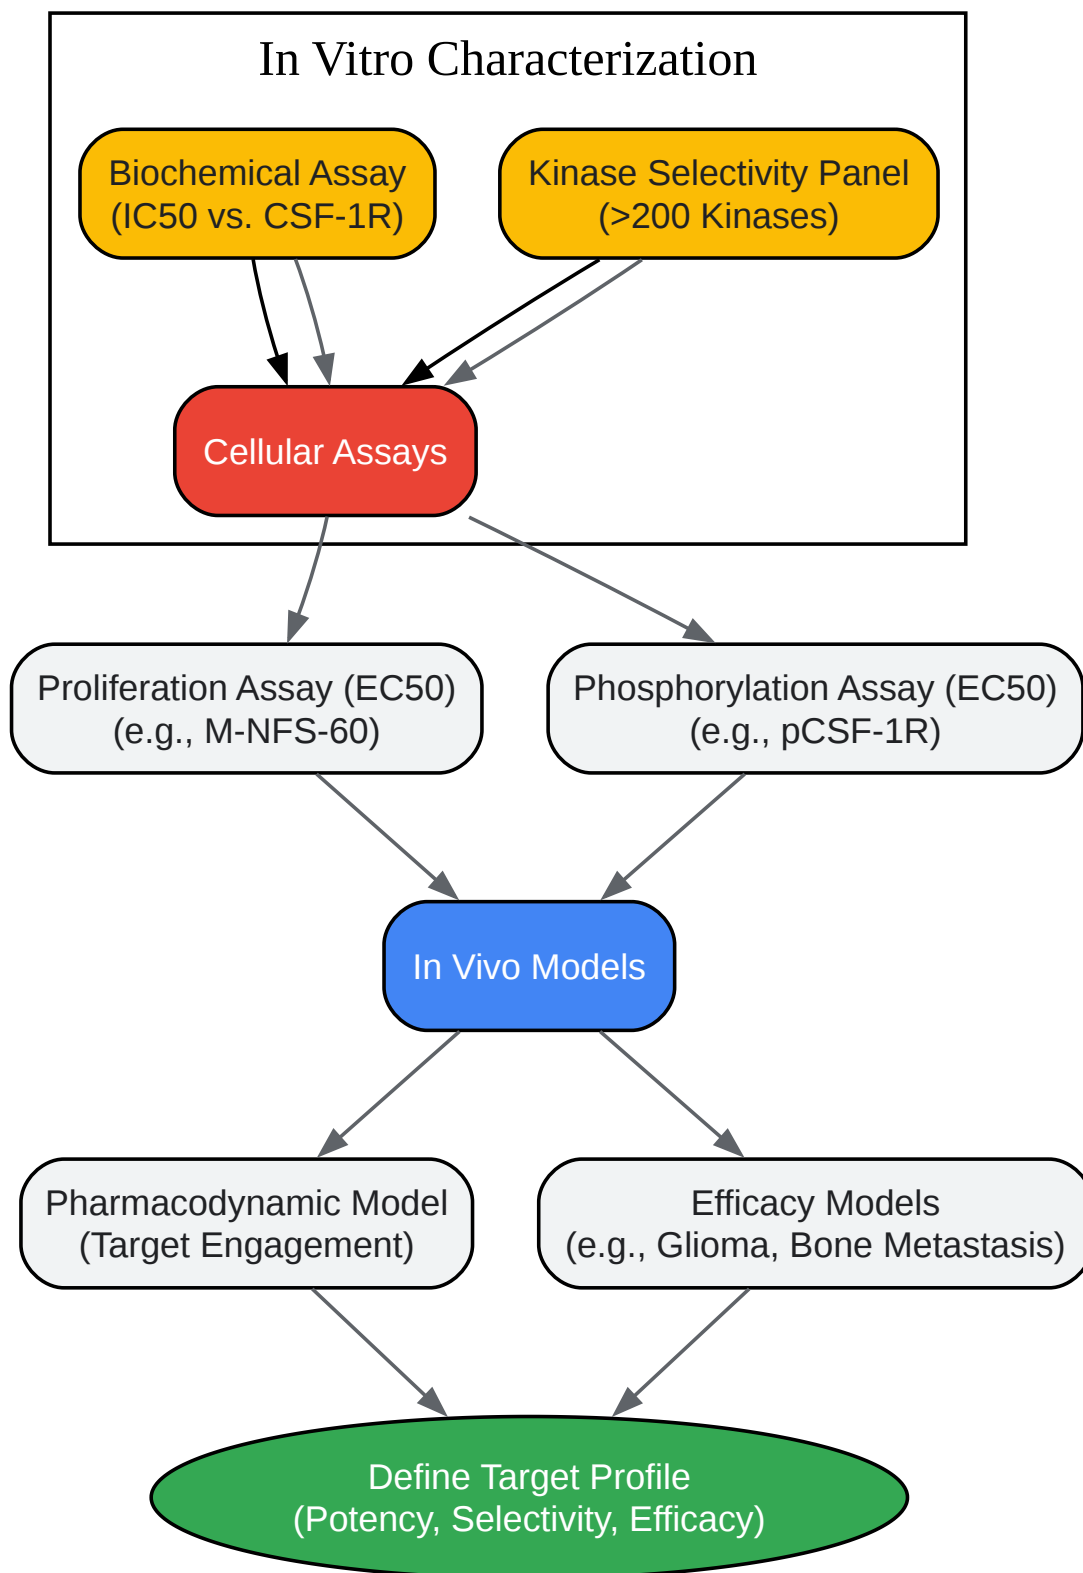 In Vitro Characterization
Biochemical Assay
(IC50 vs. CSF-1R)
Kinase Selectivity Panel
(>200 Kinases)
Cellular Assays
Proliferation Assay (EC50)
(e.g., M-NFS-60)
Phosphorylation Assay (EC50)
(e.g., pCSF-1R)
In Vivo Models
Pharmacodynamic Model
(Target Engagement)
Efficacy Models
(e.g., Glioma, Bone Metastasis)
Define Target Profile
(Potency, Selectivity, Efficacy)